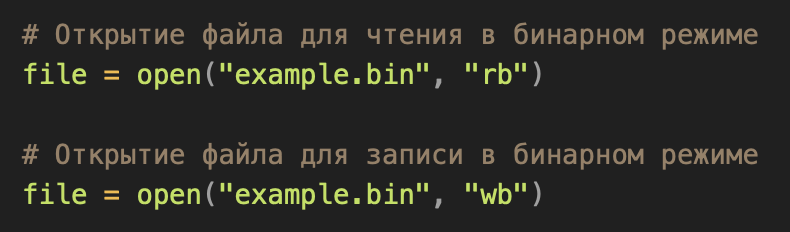 # Открытие файла для чтения в бинарном режиме
file = open("example.bin", "rb")
# Открытие файла для записи в бинарном режиме
file = open("example.bin", "wb")